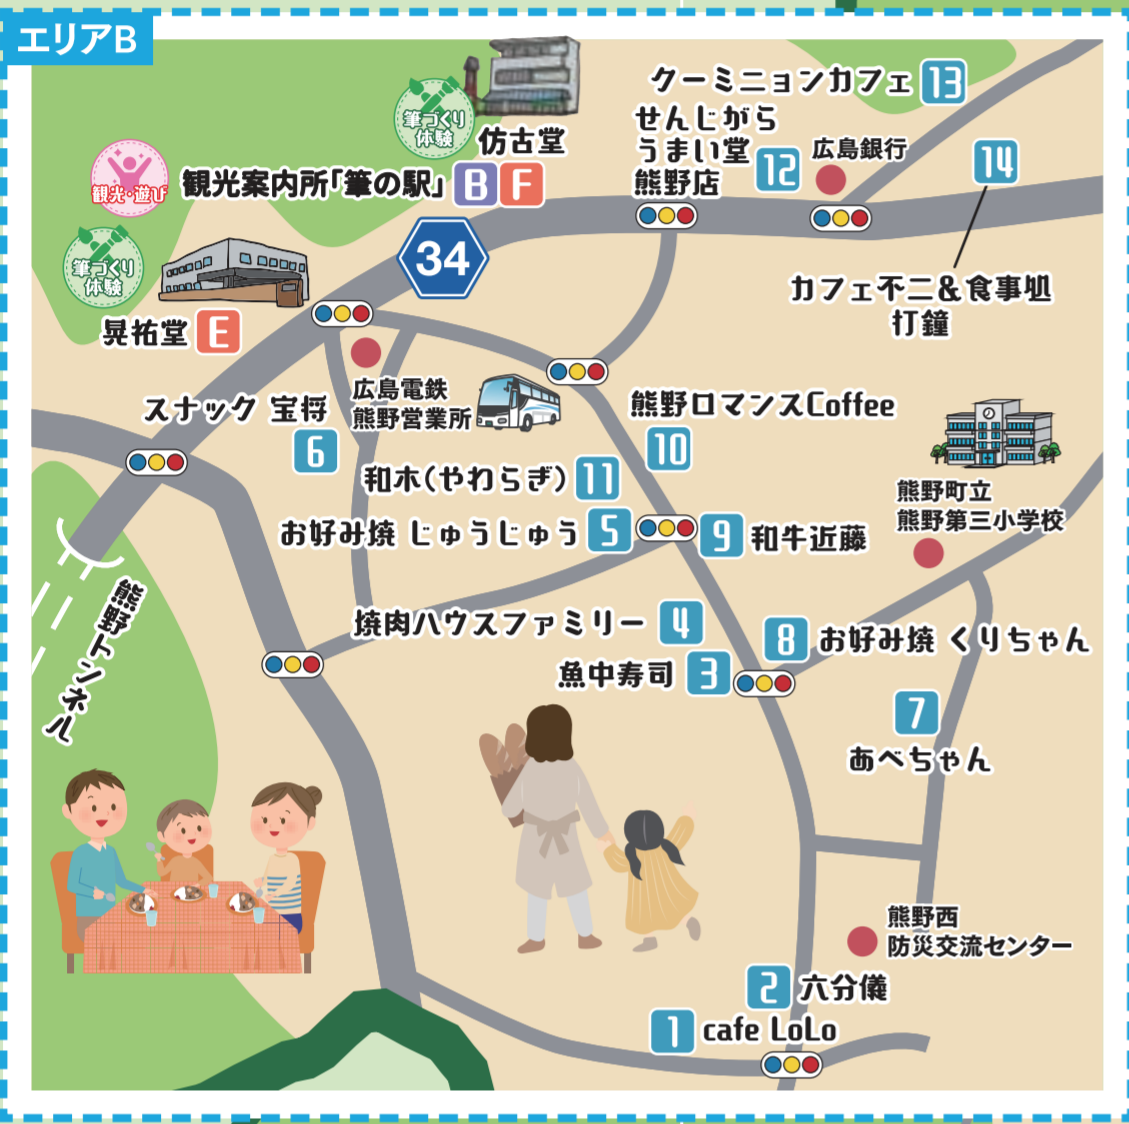 エリアB
クーミニョンカフェ 13
せんじがら
うまい堂
熊野店
12
広島銀行
14
筆づくり
体験
仿古堂
観光・遊び
観光案内所「筆の駅」 B F
34
筆づくり
体験
晃祐堂 E
カフェ不二&食事処
打鐘
広島電鉄
熊野営業所
スナック 宝将
6
熊野ロマンスCoffee
10
和木(やわらぎ) 11
お好み焼 じゅうじゅう 5
9 和牛近藤
熊野町立
熊野第三小学校
熊野トンネル
焼肉ハウスファミリー 4
魚中寿司 3
8 お好み焼 くりちゃん
7
あべちゃん
熊野西
防災交流センター
2 六分儀
1 cafe LoLo